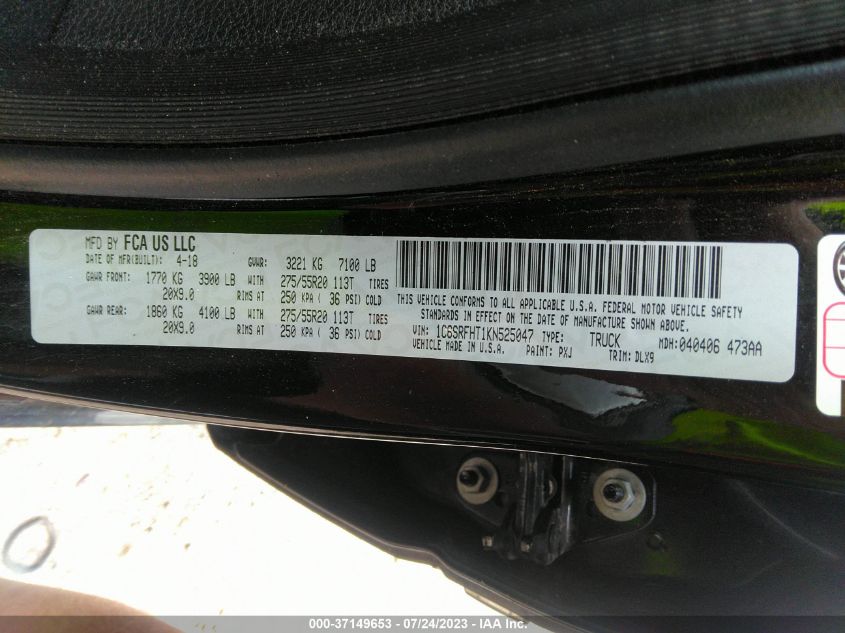 MFD BY FCA US LLC
DATE OF MFR(BUILT): 4-18 GVWR: 3221 KG 7100 LB
GAWR FRONT: 1770 KG 3900 LB WITH 275/55R20 113T TIRES
20X9.0 RIMS AT 250 KPA ( 36 PSI) COLD
GAWR REAR: 1860 KG 4100 LB WITH 275/55R20 113T TIRES
20X9.0 RIMS AT 250 KPA ( 36 PSI) COLD
THIS VEHICLE CONFORMS TO ALL APPLICABLE U.S.A. FEDERAL MOTOR VEHICLE SAFETY
STANDARDS IN EFFECT ON THE DATE OF MANUFACTURE SHOWN ABOVE.
VIN: 1C6SRFHT1KN525047 TYPE: TRUCK MDH: 040406 473AA
VEHICLE MADE IN U.S.A. PAINT: PXJ TRIM: DLX9
000-37149653 - 07/24/2023 - IAA Inc.